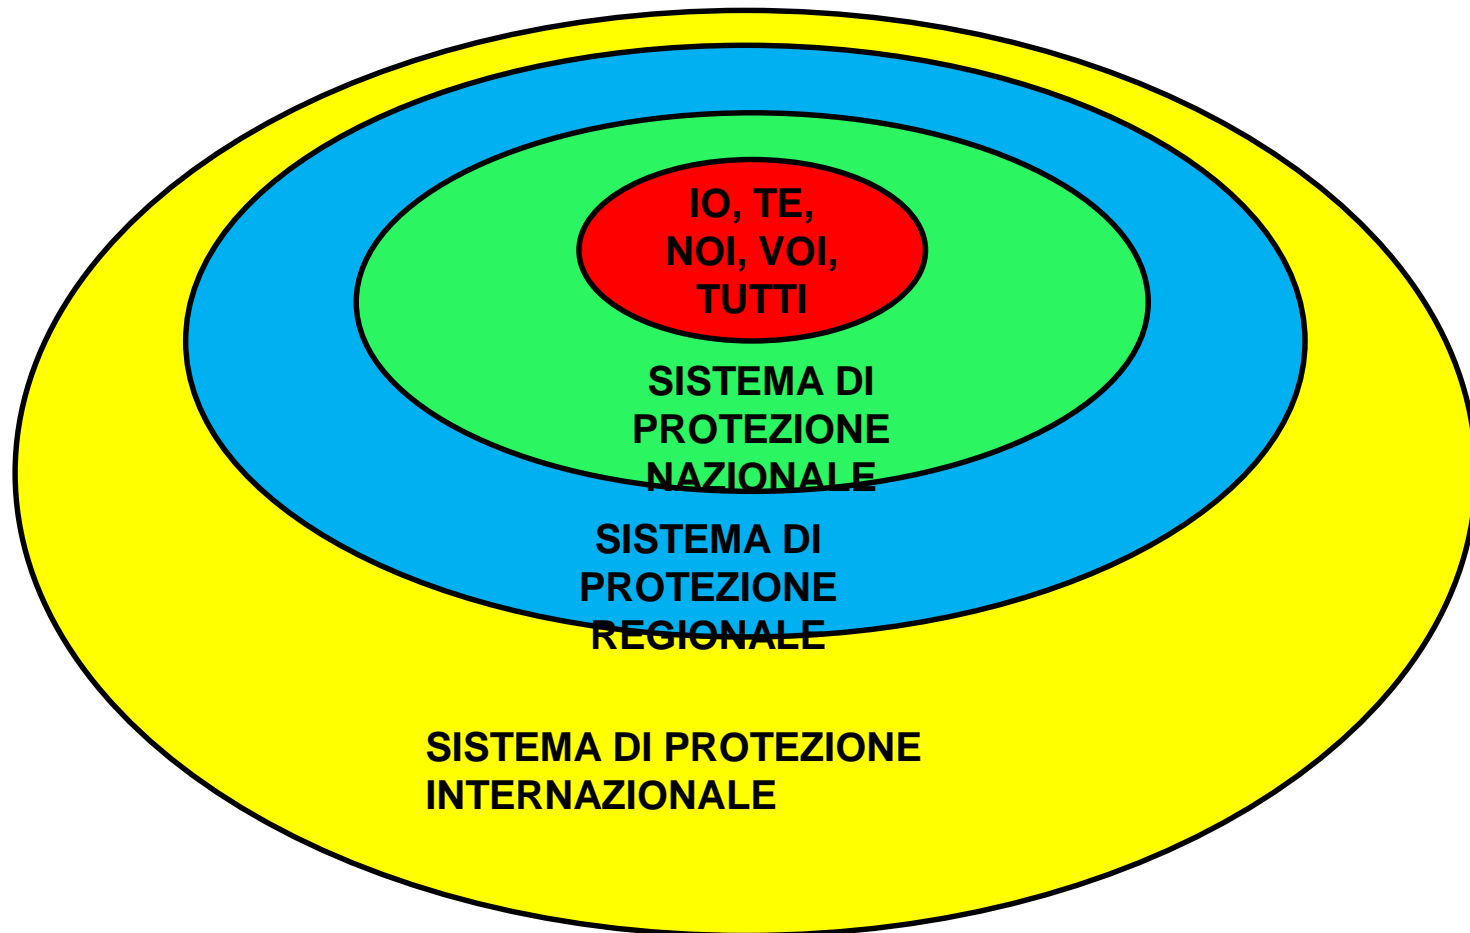 IO, TE,
NOI, VOI,
TUTTI
SISTEMA DI
PROTEZIONE
NAZIONALE
SISTEMA DI
PROTEZIONE
REGIONALE
SISTEMA DI PROTEZIONE
INTERNAZIONALE